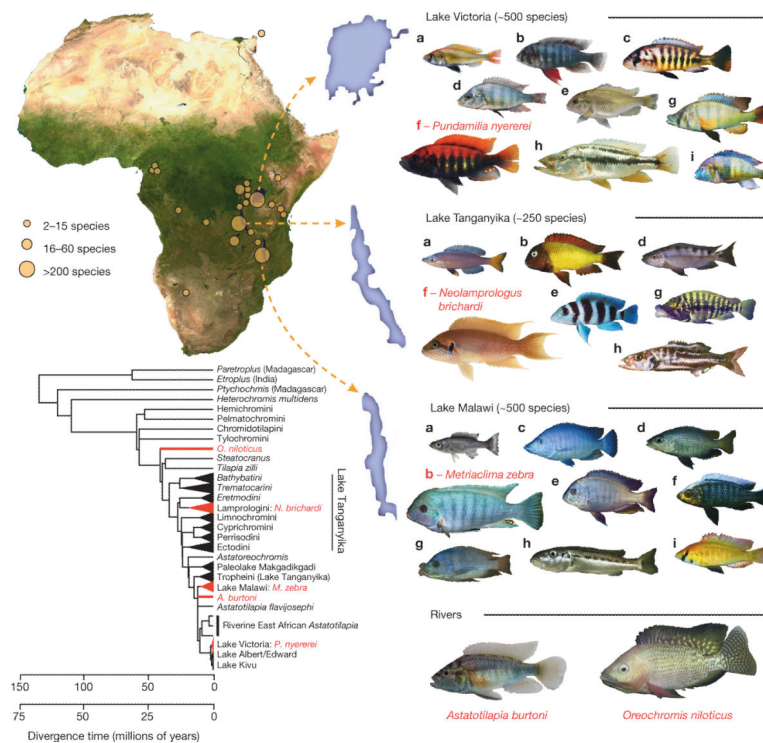 Lake Victoria (~500 species)
a
b
c
d
e
g
f – Pundamilia nyererei
h
i
2–15 species
16–60 species
>200 species
Lake Tanganyika (~250 species)
a
b
d
f – Neolamprologus
brichardi
e
g
h
Paretroplus (Madagascar)
Etroplus (India)
Ptychochmis (Madagascar)
Heterochromis multidens
Hemichromini
Pelmatochromini
Chromidotilapini
Tylochromini
O. niloticus
Steatocranus
Tilapia zilli
Bathybatini
Trematocarini
Eretmodini
Lamprologini: N. brichardi
Limnochromini
Cyprichromini
Perrisodini
Ectodini
Lake Tanganyika
Astatoreochromis
Paleolake Makgadikgadi
Tropheini (Lake Tanganyika)
Lake Malawi: M. zebra
A. burtoni
Astatotilapia flavijosephi
Riverine East African Astatotilapia
Lake Victoria: P. nyererei
Lake Albert/Edward
Lake Kivu
150 100 50 0
75 50 25 0
Divergence time (millions of years)
Lake Malawi (~500 species)
a
c
d
b – Metriaclima zebra
e
f
g
h
i
Rivers
Astatotilapia burtoni
Oreochromis niloticus